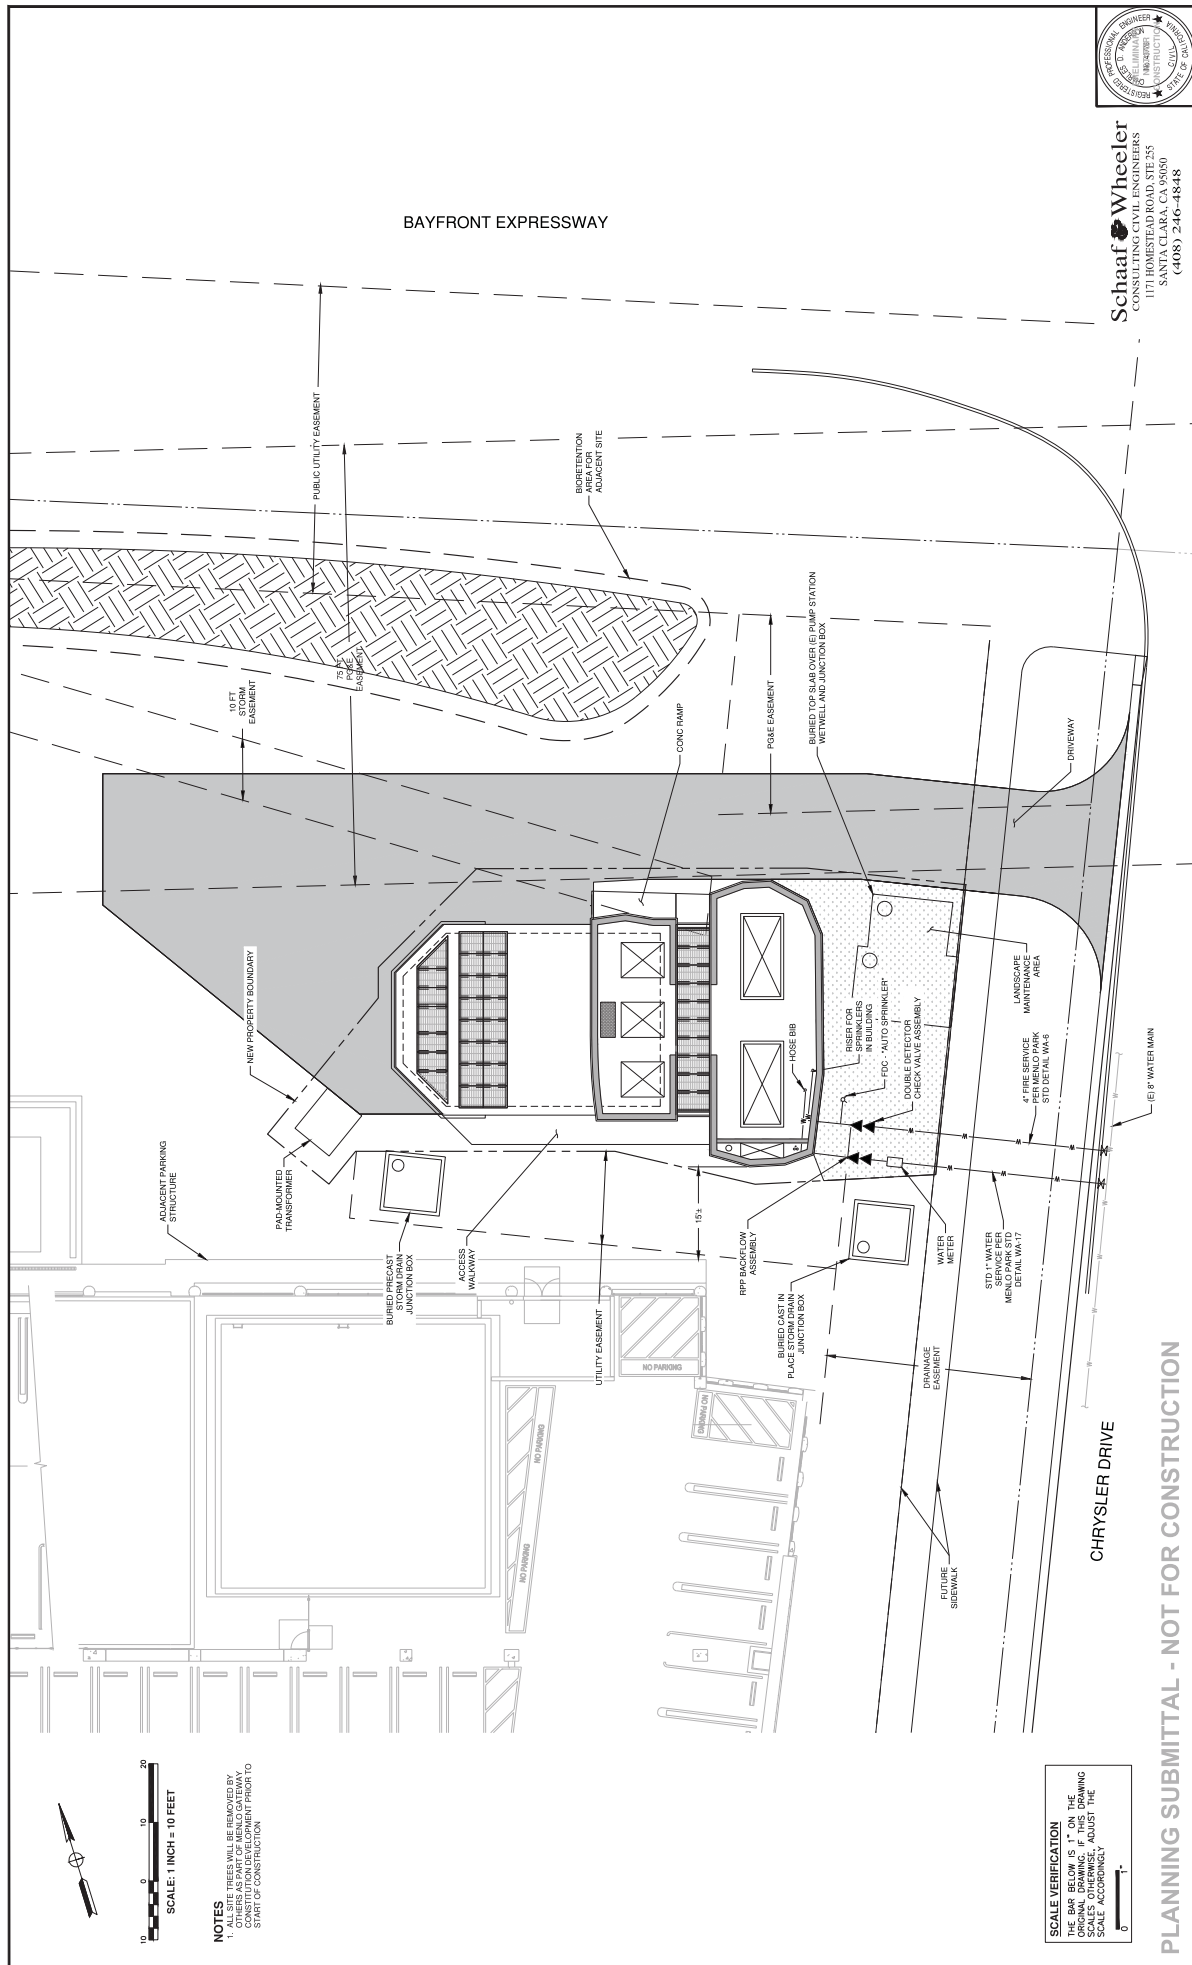 BAYFRONT EXPRESSWAY
PUBLIC UTILITY EASEMENT
BIORETENTION
AREA FOR
ADJACENT SITE
10 FT
STORM
EASEMENT
75 FT
PG&E
EASEMENT
CONC RAMP
PG&E EASEMENT
BURIED TOP SLAB OVER (E) PUMP STATION
WETWELL AND JUNCTION BOX
DRIVEWAY
NEW PROPERTY BOUNDARY
ADJACENT PARKING
STRUCTURE
PAD-MOUNTED
TRANSFORMER
BURIED PRECAST
STORM DRAIN
JUNCTION BOX
ACCESS
WALKWAY
UTILITY EASEMENT
15'±
HOSE BIB
RISER FOR
SPRINKLERS
IN BUILDING
FDC - "AUTO SPRINKLER"
DOUBLE DETECTOR
CHECK VALVE ASSEMBLY
LANDSCAPE
MAINTENANCE
AREA
4" FIRE SERVICE
PER MENLO PARK
STD DETAIL WA-6
(E) 8" WATER MAIN
RPP BACKFLOW
ASSEMBLY
BURIED CAST IN
PLACE STORM DRAIN
JUNCTION BOX
WATER
METER
STD 1" WATER
SERVICE PER
MENLO PARK STD
DETAIL WA-17
DRAINAGE
EASEMENT
FUTURE
SIDEWALK
CHRYSLER DRIVE
NO PARKING
NO PARKING
NO PARKING
NO PARKING
10 0 10 20
SCALE: 1 INCH = 10 FEET
NOTES
1. ALL SITE TREES WILL BE REMOVED BY
OTHERS AS PART OF MENLO GATEWAY
CONSTITUTION DEVELOPMENT PRIOR TO
START OF CONSTRUCTION
SCALE VERIFICATION
THE BAR BELOW IS 1" ON THE
ORIGINAL DRAWING. IF THIS DRAWING
SCALES OTHERWISE, ADJUST THE
SCALE ACCORDINGLY
0 1"
PLANNING SUBMITTAL - NOT FOR CONSTRUCTION
Schaaf Wheeler
CONSULTING CIVIL ENGINEERS
1171 HOMESTEAD ROAD, STE 255
SANTA CLARA, CA 95050
(408) 246-4848
REGISTERED PROFESSIONAL ENGINEER
CHARLES D. ANDERSON
CIVIL
STATE OF CALIFORNIA
CONSTRUCTION